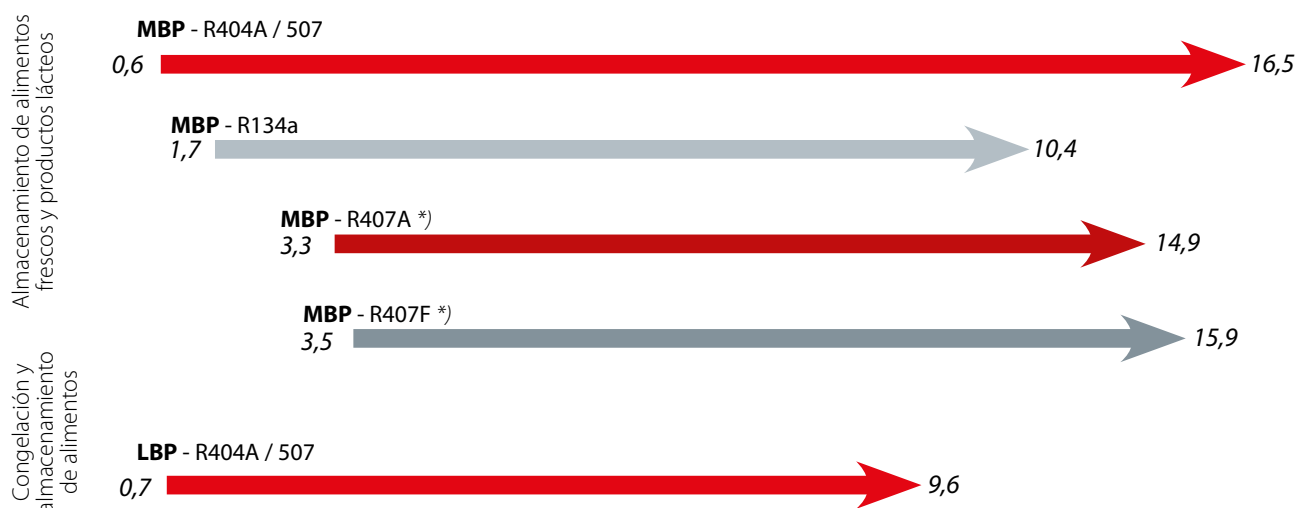 Almacenamiento de alimentos
frescos y productos lácteos
MBP - R404A / 507
0,6
16,5
MBP - R134a
1,7
10,4
MBP - R407A *)
3,3
14,9
MBP - R407F *)
3,5
15,9
Congelación y
almacenamiento
de alimentos
LBP - R404A / 507
0,7
9,6